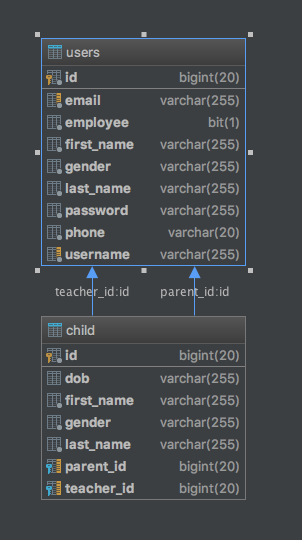 users
id bigint(20)
email varchar(255)
employee bit(1)
first_name varchar(255)
gender varchar(255)
last_name varchar(255)
password varchar(255)
phone varchar(20)
username varchar(255)
teacher_id:id parent_id:id
child
id bigint(20)
dob varchar(255)
first_name varchar(255)
gender varchar(255)
last_name varchar(255)
parent_id bigint(20)
teacher_id bigint(20)